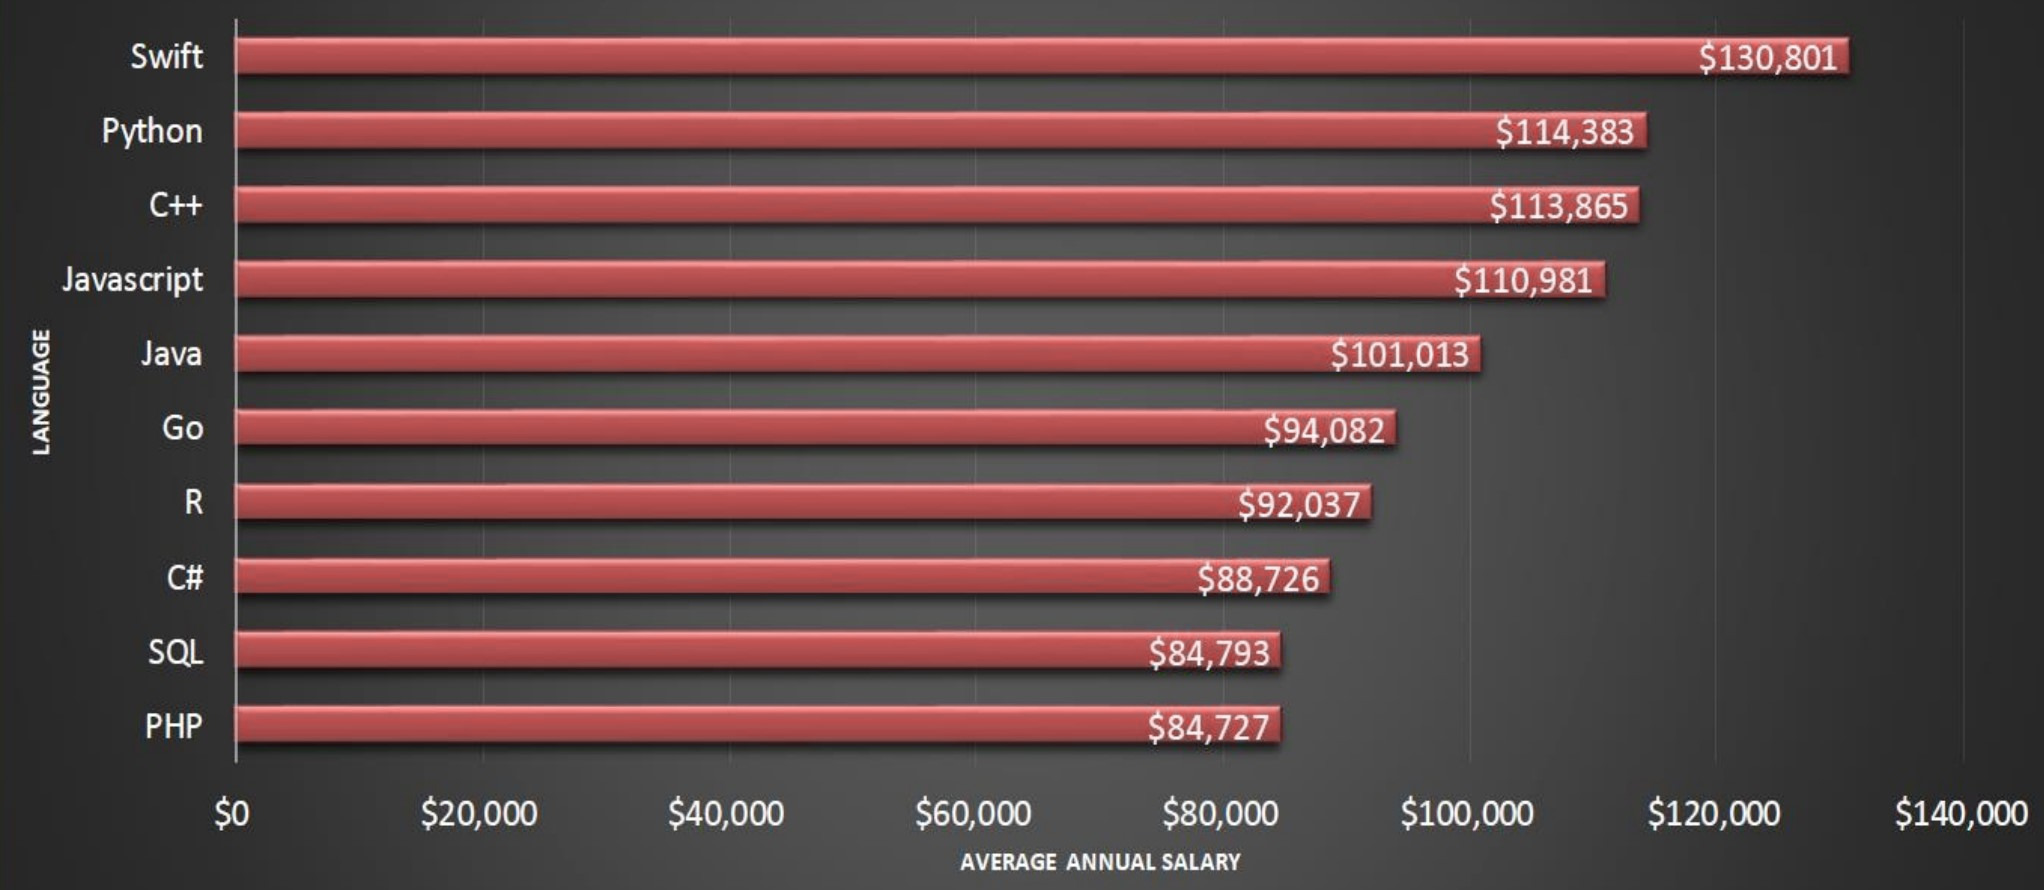 Swift $130,801
Python $114,383
C++ $113,865
Javascript $110,981
Java $101,013
Go $94,082
R $92,037
C# $88,726
SQL $84,793
PHP $84,727
LANGUAGE
$0 $20,000 $40,000 $60,000 $80,000 $100,000 $120,000 $140,000
AVERAGE ANNUAL SALARY